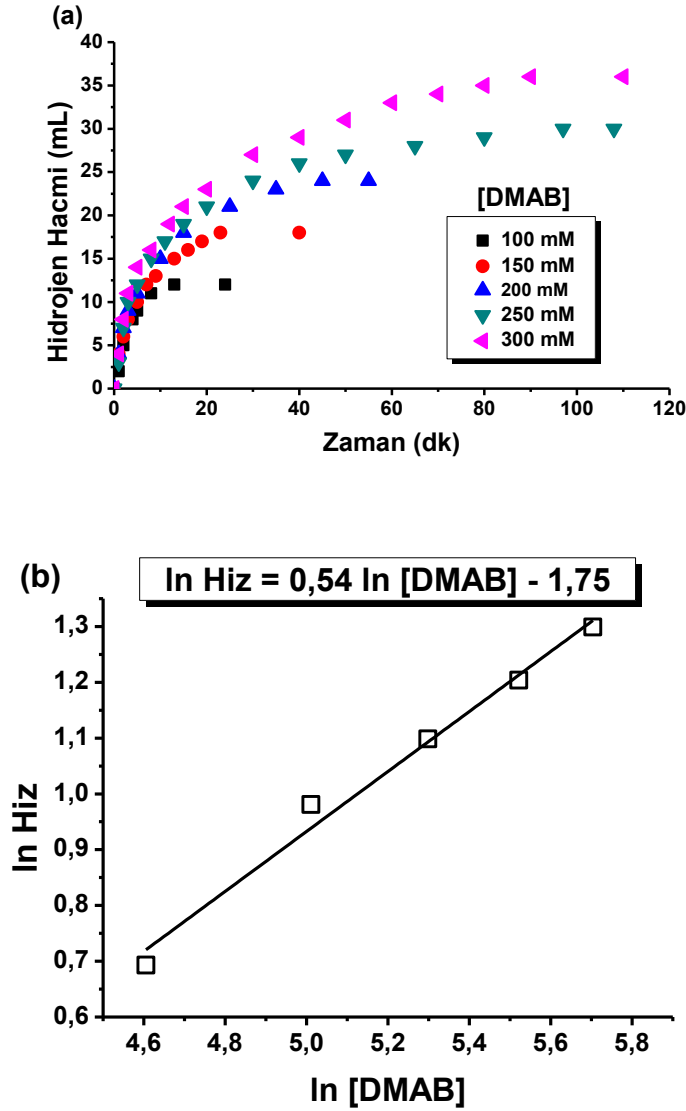 (a)
Hidrojen Hacmi (mL)
40
35
30
25
20
15
10
5
0
[DMAB]
100 mM
150 mM
200 mM
250 mM
300 mM
0 20 40 60 80 100 120
Zaman (dk)
(b)
ln Hiz = 0,54 ln [DMAB] - 1,75
ln Hiz
1,3
1,2
1,1
1,0
0,9
0,8
0,7
0,6
4,6 4,8 5,0 5,2 5,4 5,6 5,8
ln [DMAB]